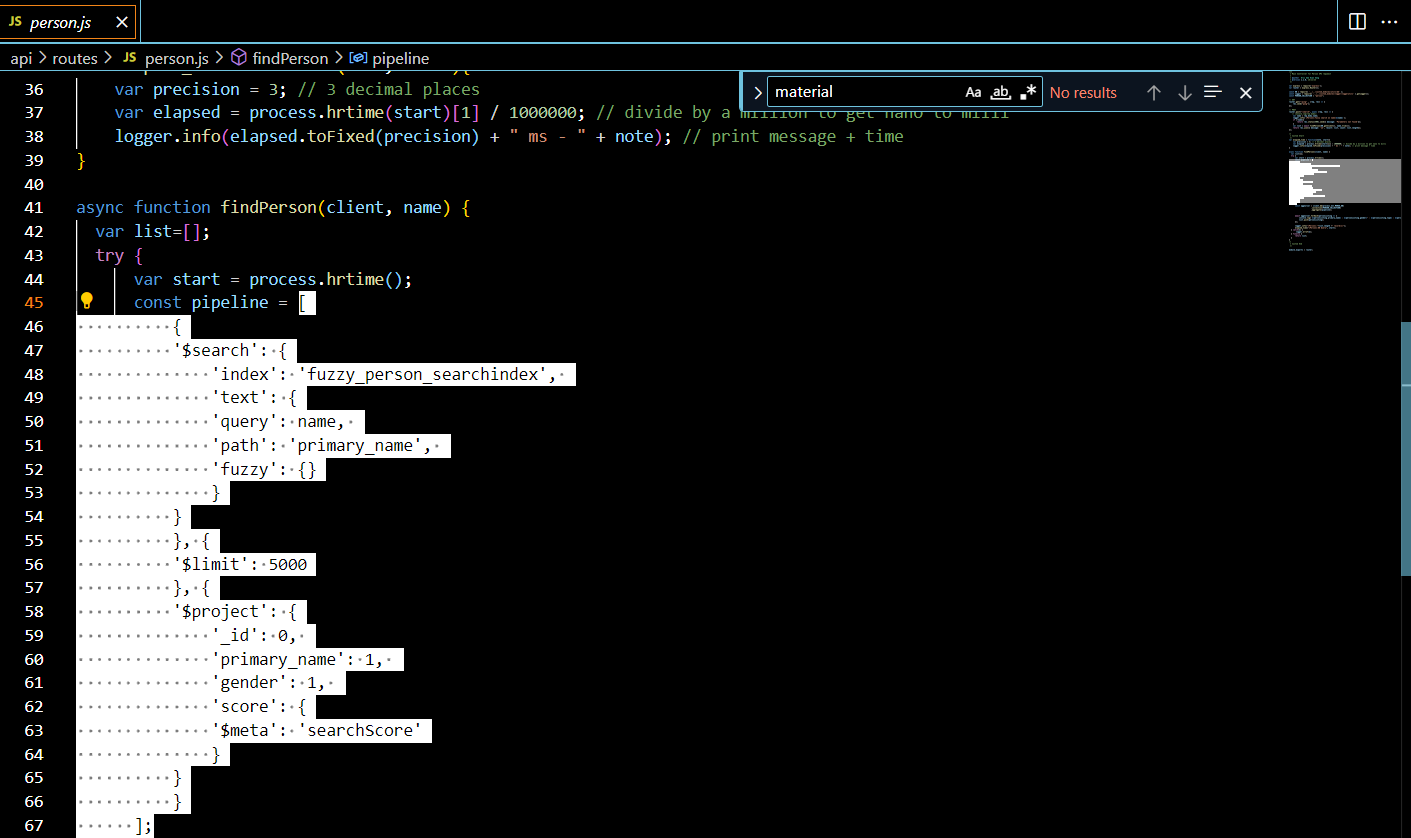 JS person.js
api > routes > JS person.js > findPerson > pipeline
material Aa ab No results
36 var precision = 3; // 3 decimal places
37 var elapsed = process.hrtime(start)[1] / 1000000; // divide by a million to get nano to milli
38 logger.info(elapsed.toFixed(precision) + " ms - " + note); // print message + time
39 }
40
41 async function findPerson(client, name) {
42 var list=[];
43 try {
44 var start = process.hrtime();
45 const pipeline = [
46 {
47 '$search': {
48 'index': 'fuzzy_person_searchindex',
49 'text': {
50 'query': name,
51 'path': 'primary_name',
52 'fuzzy': {}
53 }
54 }
55 }, {
56 '$limit': 5000
57 }, {
58 '$project': {
59 '_id': 0,
60 'primary_name': 1,
61 'gender': 1,
62 'score': {
63 '$meta': 'searchScore'
64 }
65 }
66 }
67 ];